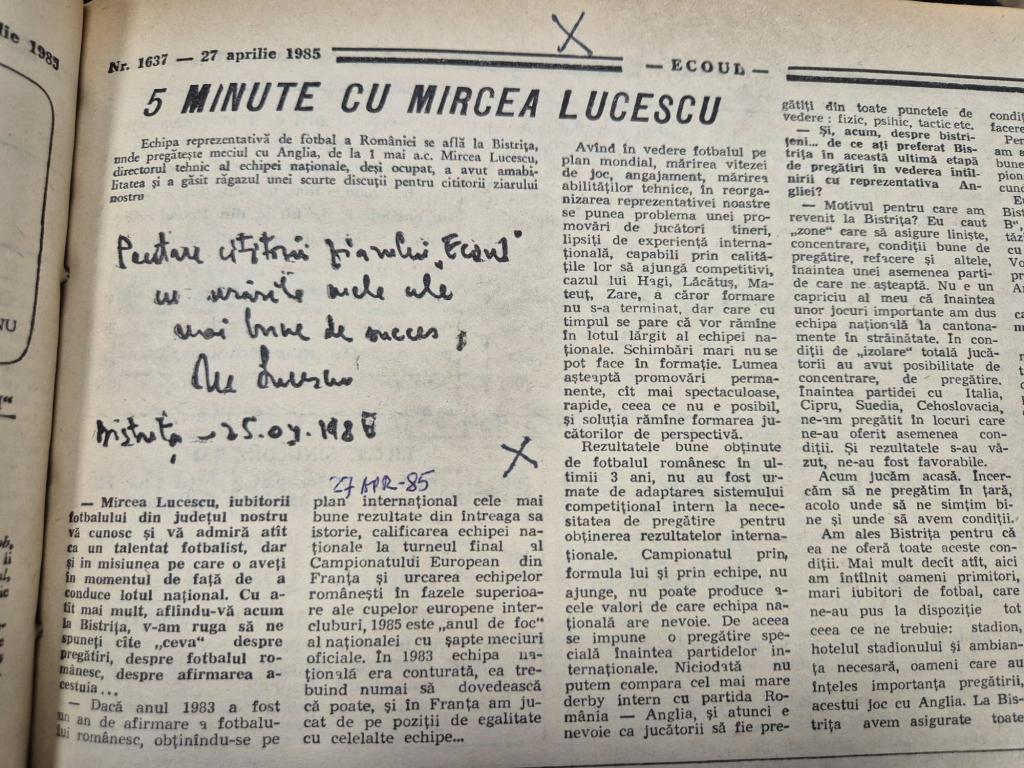 Nr. 1637 — 27 aprilie 1985
— ECOUL —
5 MINUTE CU MIRCEA LUCESCU
Echipa reprezentativă de fotbal a României se află la Bistrița,
unde pregătește meciul cu Anglia, de la 1 mai a.c. Mircea Lucescu,
directorul tehnic al echipei naționale, deși ocupat, a avut amabi-
litatea și a găsit răgazul unei scurte discuții pentru cititorii ziarului
nostru
Pentru cititorii ziarului „Ecoul"
cu urările mele cele
mai bune de succes,
Lucescu
Bistrița – 25.04.1985
27 APR-85
— Mircea Lucescu, iubitorii
fotbalului din județul nostru
vă cunosc și vă admiră atît
ca un talentat fotbalist, dar
și in misiunea pe care o aveți
în momentul de față de a
conduce lotul național. Cu a-
tît mai mult, aflîndu-vă acum
la Bistrița, v-am ruga să ne
spuneți cîte „ceva" despre
pregătiri, despre fotbalul ro-
mânesc, despre afirmarea a-
cestuia...
— Dacă anul 1983 a fost
un an de afirmare a fotbalu-
lui românesc, obținîndu-se pe
plan internațional cele mai
bune rezultate din întreaga sa
istorie, calificarea echipei na-
ționale la turneul final al
Campionatului European din
Franța și urcarea echipelor
românești în fazele superioa-
re ale cupelor europene inter-
cluburi, 1985 este „anul de foc"
al naționalei cu șapte meciuri
oficiale. În 1983 echipa na-
țională era conturată, ea tre-
buind numai să dovedească
că poate, și în Franța am ju-
cat de pe poziții de egalitate
cu celelalte echipe...
Avînd în vedere fotbalul pe
plan mondial, mărirea vitezei
de joc, angajament, mărirea
abilităților tehnice, în reorga-
nizarea reprezentativei noastre
se punea problema unei pro-
movări de jucători tineri,
lipsiți de experiență interna-
țională, capabili prin calită-
țile lor să ajungă competitivi,
cazul lui Hagi, Lăcătuș, Ma-
teuț, Zare, a căror formare
nu s-a terminat, dar care cu
timpul se pare că vor rămîne
în lotul lărgit al echipei na-
ționale. Schimbări mari nu se
pot face în formație. Lumea
așteaptă promovări perma-
nente, cît mai spectaculoase,
rapide, ceea ce nu e posibil,
și soluția rămîne formarea ju-
cătorilor de perspectivă.
Rezultatele bune obținute
de fotbalul românesc în ul-
timii 3 ani, nu au fost ur-
mate de adaptarea sistemului
competițional intern la nece-
sitatea de pregătire pentru
obținerea rezultatelor interna-
ționale. Campionatul prin
formula lui și prin echipe, nu
ajunge, nu poate produce a-
cele valori de care echipa na-
țională are nevoie. De aceea
se impune o pregătire spe-
cială înaintea partidelor in-
ternaționale. Niciodată nu
putem compara cel mai mare
derby intern cu partida Ro-
mânia — Anglia, și atunci e
nevoie ca jucătorii să fie pre-
gătiți din toate punctele de
vedere : fizic, psihic, tactic etc.
— Și, acum, despre bistri-
țeni... de ce ați preferat Bis-
trița în această ultimă etapă
de pregătiri în vederea întîl-
nirii cu reprezentativa An-
gliei?
— Motivul pentru care am
revenit la Bistrița? Eu caut
„zone" care să asigure liniște,
concentrare, condiții bune de
pregătire, refacere și altele,
înaintea unei asemenea parti-
de care ne așteaptă. Nu e un
capriciu al meu că înaintea
unor jocuri importante am dus
echipa națională la cantona-
mente în străinătate. In con-
diții de „izolare" totală jucă-
torii au avut posibilitate de
concentrare, de pregătire.
Înaintea partidei cu Italia,
Cipru, Suedia, Cehoslovacia,
ne-am pregătit în locuri care
ne-au oferit asemenea con-
diții. Și rezultatele s-au vă-
zut, ne-au fost favorabile.
Acum jucăm acasă. Încer-
căm să ne pregătim în țară,
acolo unde ne simțim bi-
ne și unde să avem condiții.
Am ales Bistrița pentru că
ea ne oferă toate aceste con-
diții. Mai mult decît atît, aici
am întîlnit oameni primitori,
mari iubitori de fotbal, care
ne-au pus la dispoziție tot
ceea ce ne trebuie: stadion,
hotelul stadionului și ambian-
ța necesară, oameni care au
înțeles importanța pregătirii,
acestui joc cu Anglia. La Bis-
trița avem asigurate toate